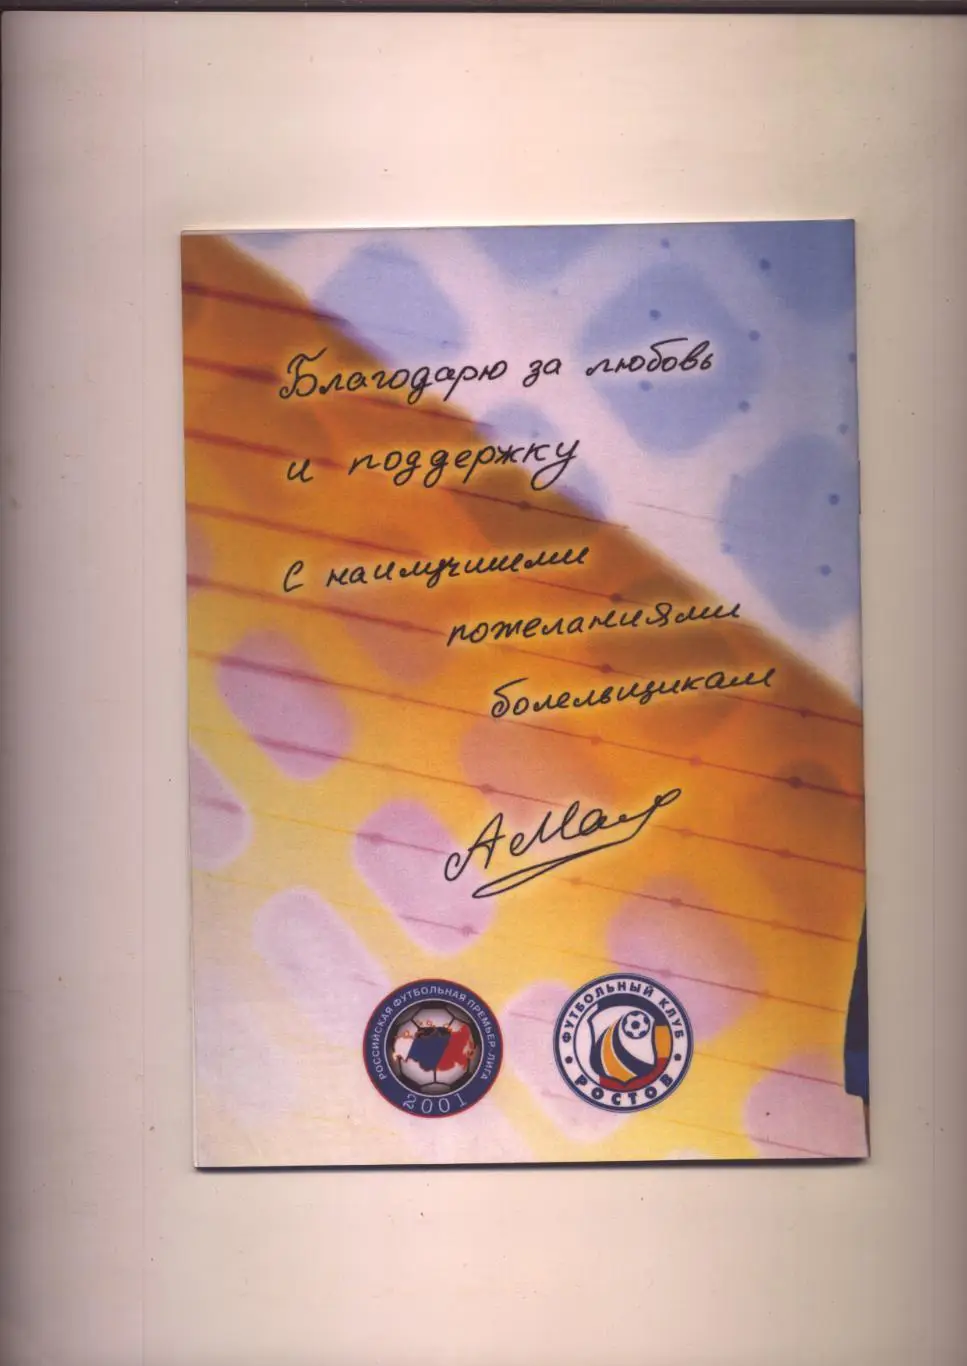 Благодарю за любовь
и поддержку
С наилучшими
пожеланиями
болельщикам
РОССИЙСКАЯ ФУТБОЛЬНАЯ ПРЕМЬЕР-ЛИГА
2001
ФУТБОЛЬНЫЙ КЛУБ
РОСТОВ